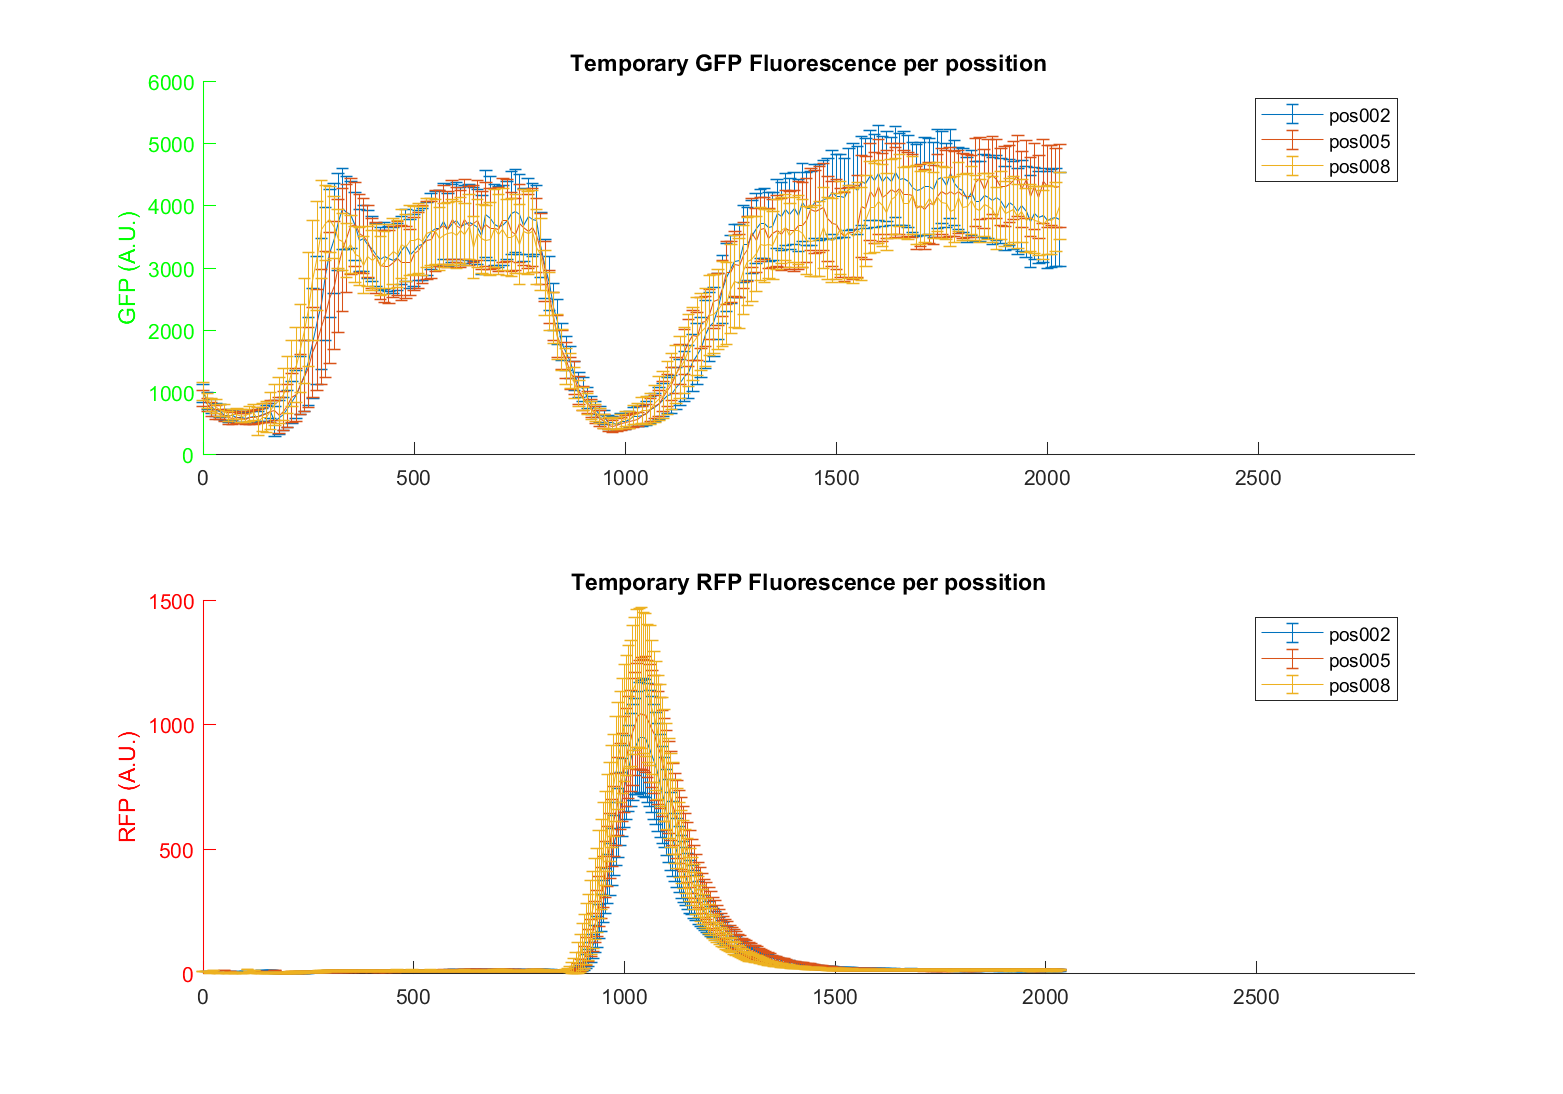 Temporary GFP Fluorescence per possition
GFP (A.U.)
6000
5000
4000
3000
2000
1000
0
0 500 1000 1500 2000 2500
pos002
pos005
pos008
Temporary RFP Fluorescence per possition
RFP (A.U.)
1500
1000
500
0
0 500 1000 1500 2000 2500
pos002
pos005
pos008